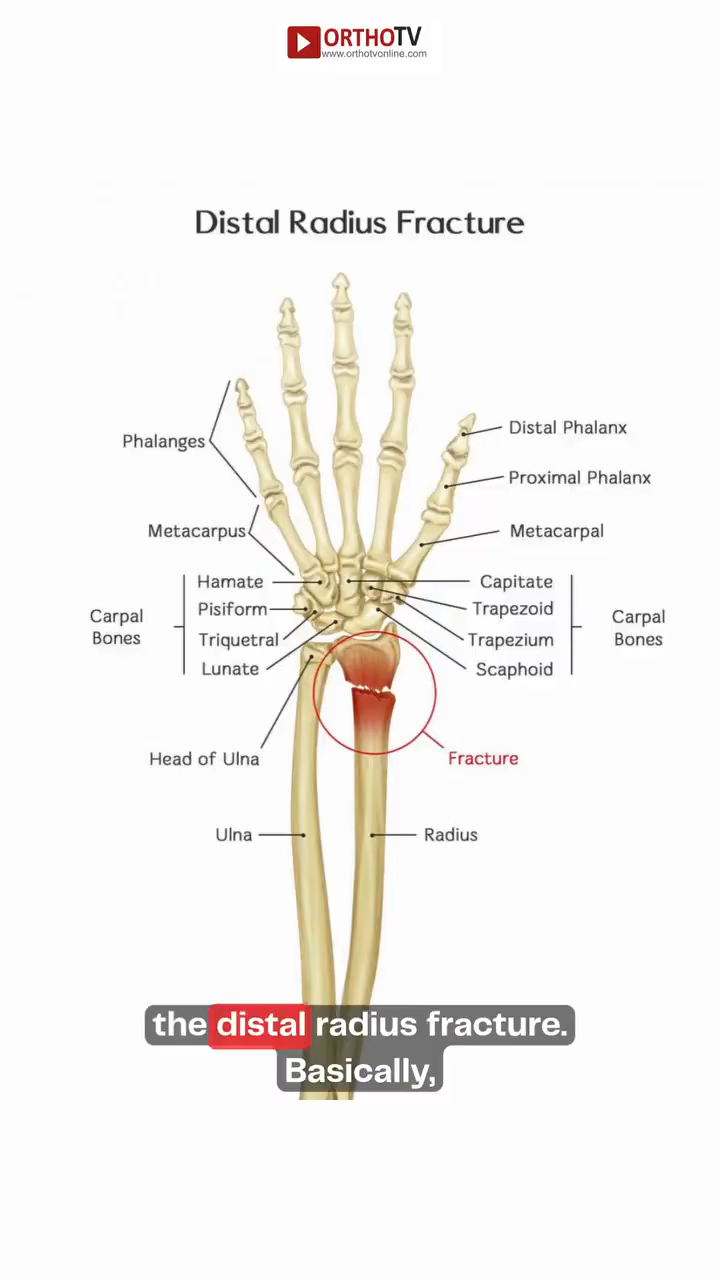 ORTHOTV
www.orthotvonline.com
Distal Radius Fracture
Phalanges
Distal Phalanx
Proximal Phalanx
Metacarpus
Metacarpal
Carpal
Bones
Hamate
Pisiform
Triquetral
Lunate
Capitate
Trapezoid
Trapezium
Scaphoid
Carpal
Bones
Head of Ulna
Fracture
Ulna
Radius
the distal radius fracture.
Basically,